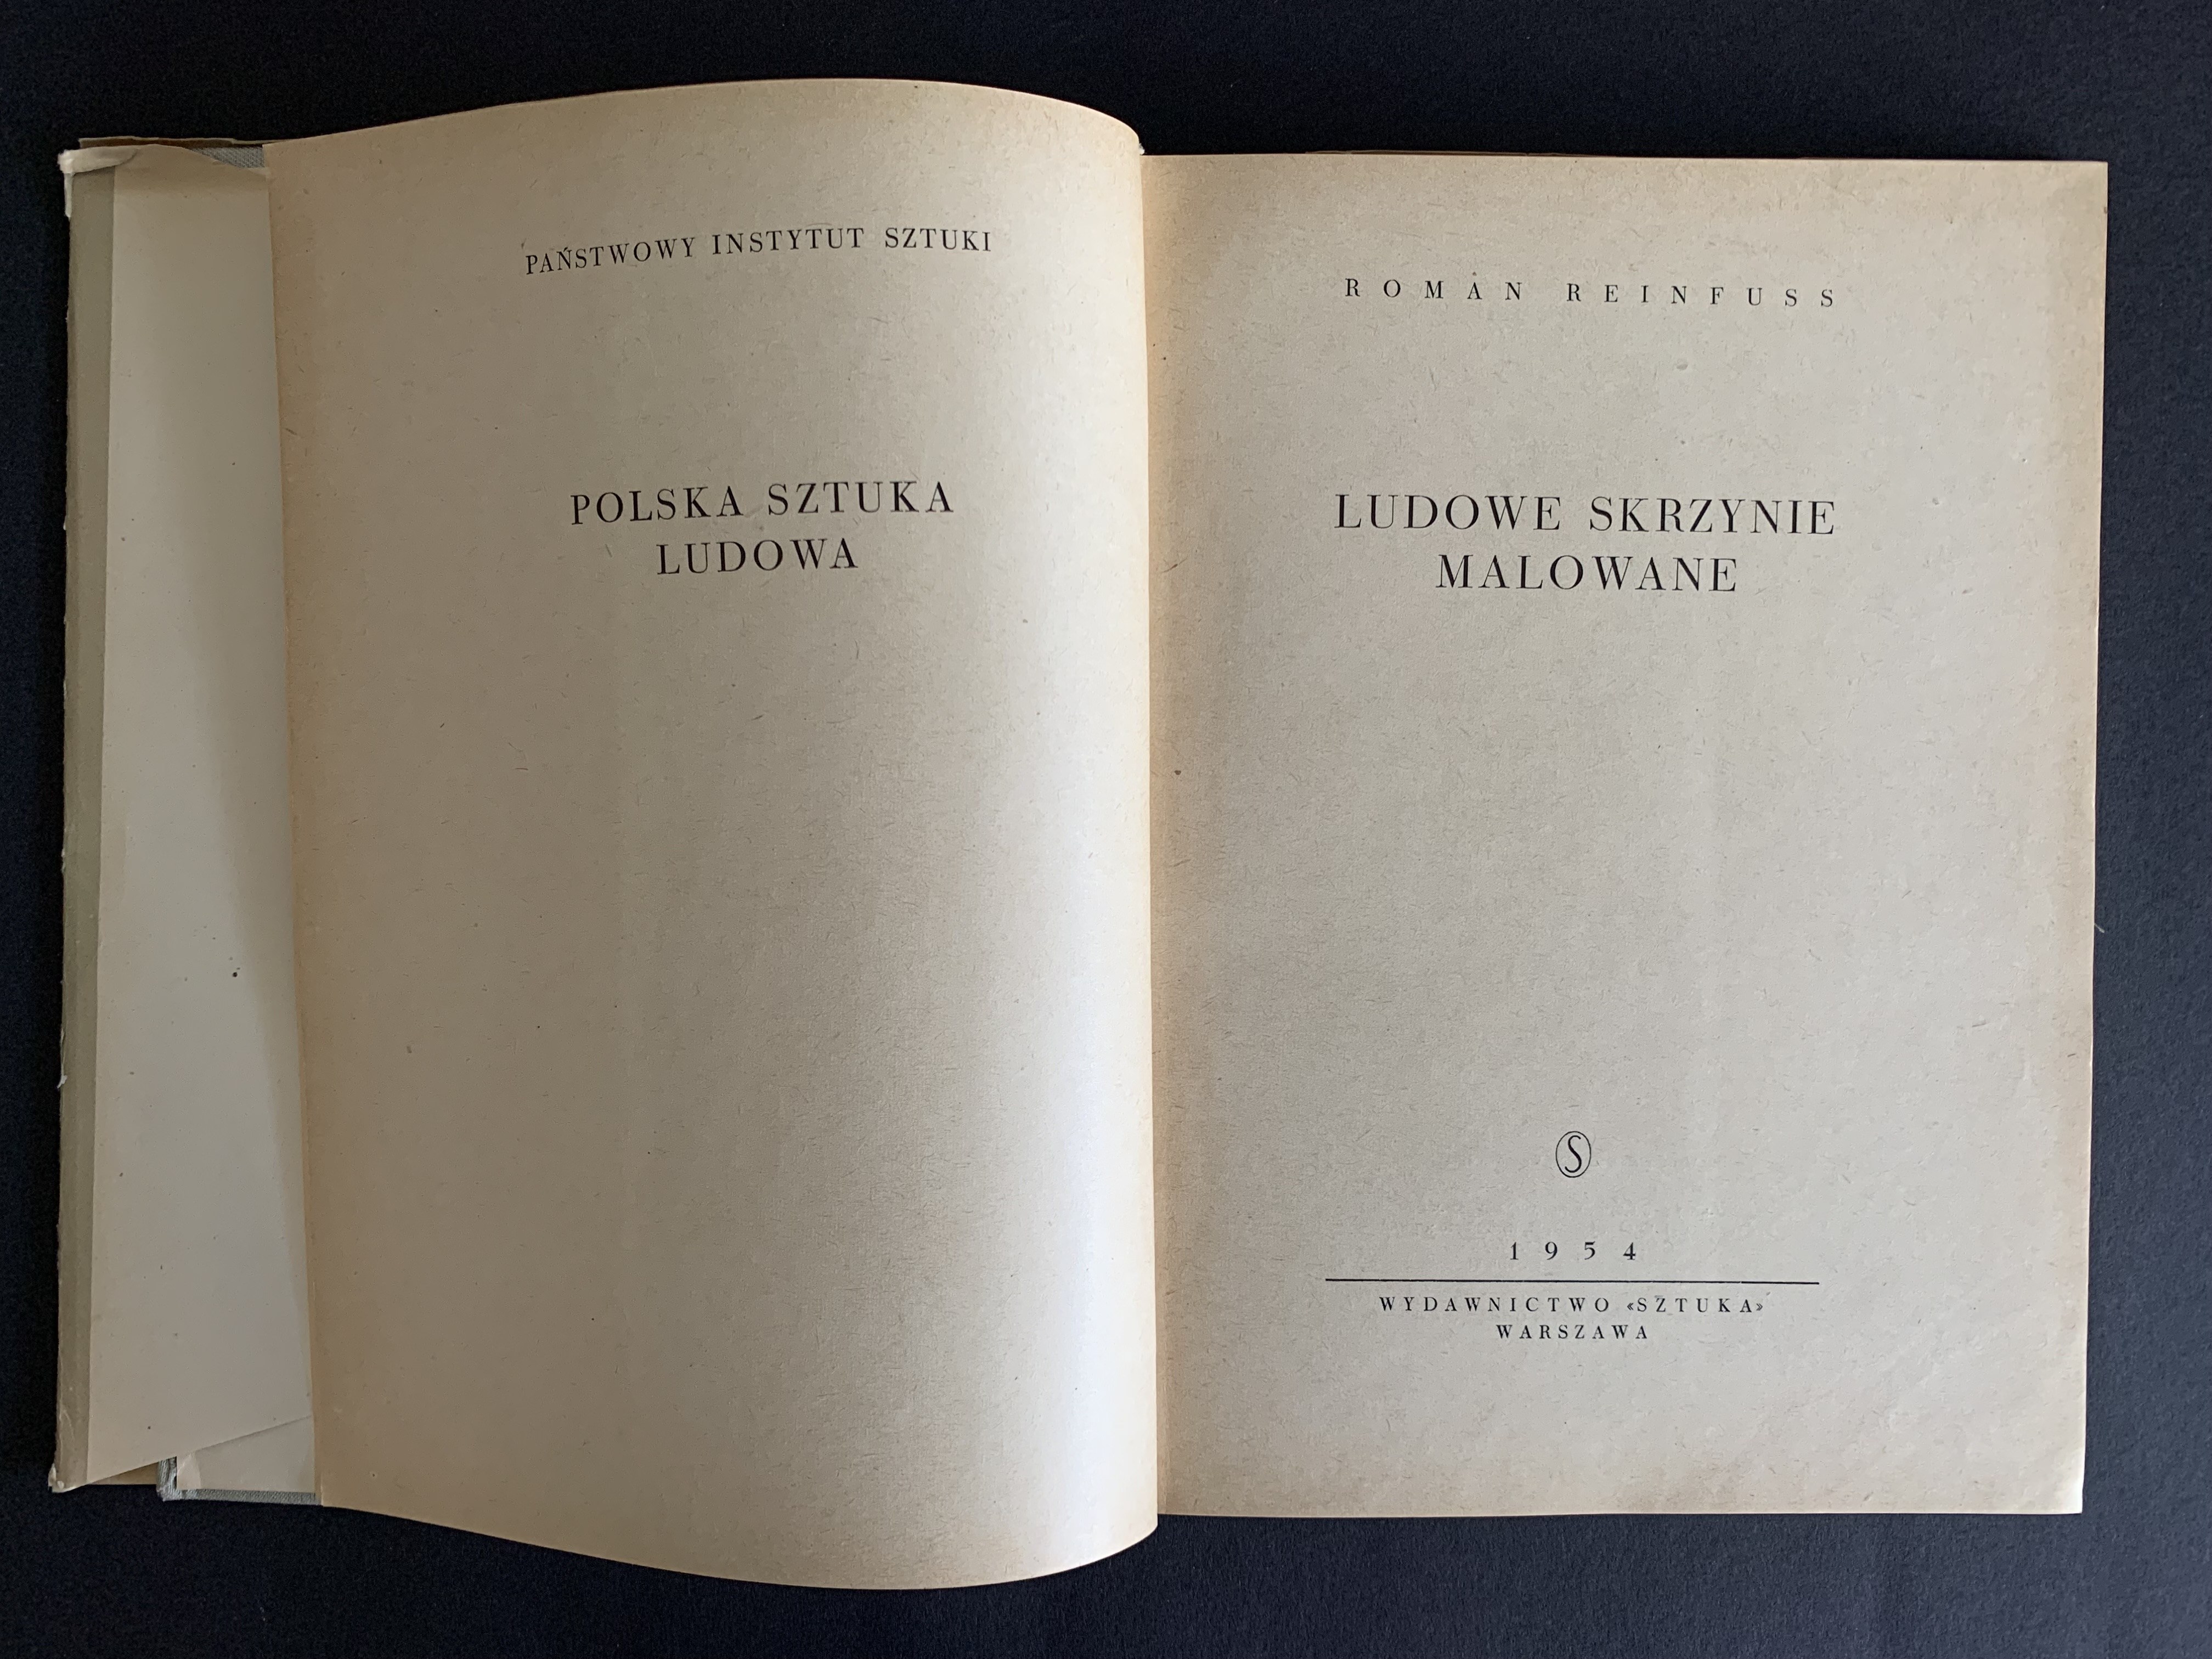 PAŃSTWOWY INSTYTUT SZTUKI
POLSKA SZTUKA
LUDOWA
ROMAN REINFUSS
LUDOWE SKRZYNIE
MALOWANE
S
1954
WYDAWNICTWO «SZTUKA»
WARSZAWA